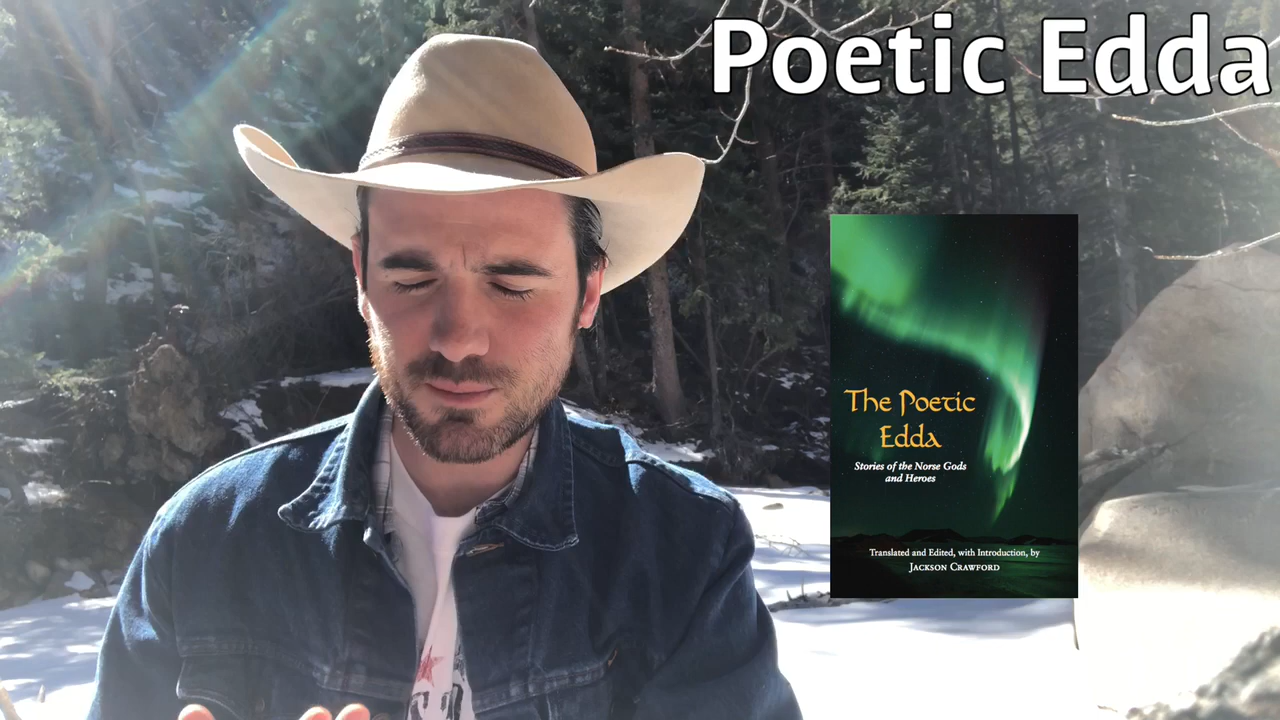 Poetic Edda
The Poetic
Edda
Stories of the Norse Gods
and Heroes
Translated and Edited, with Introduction, by
JACKSON CRAWFORD